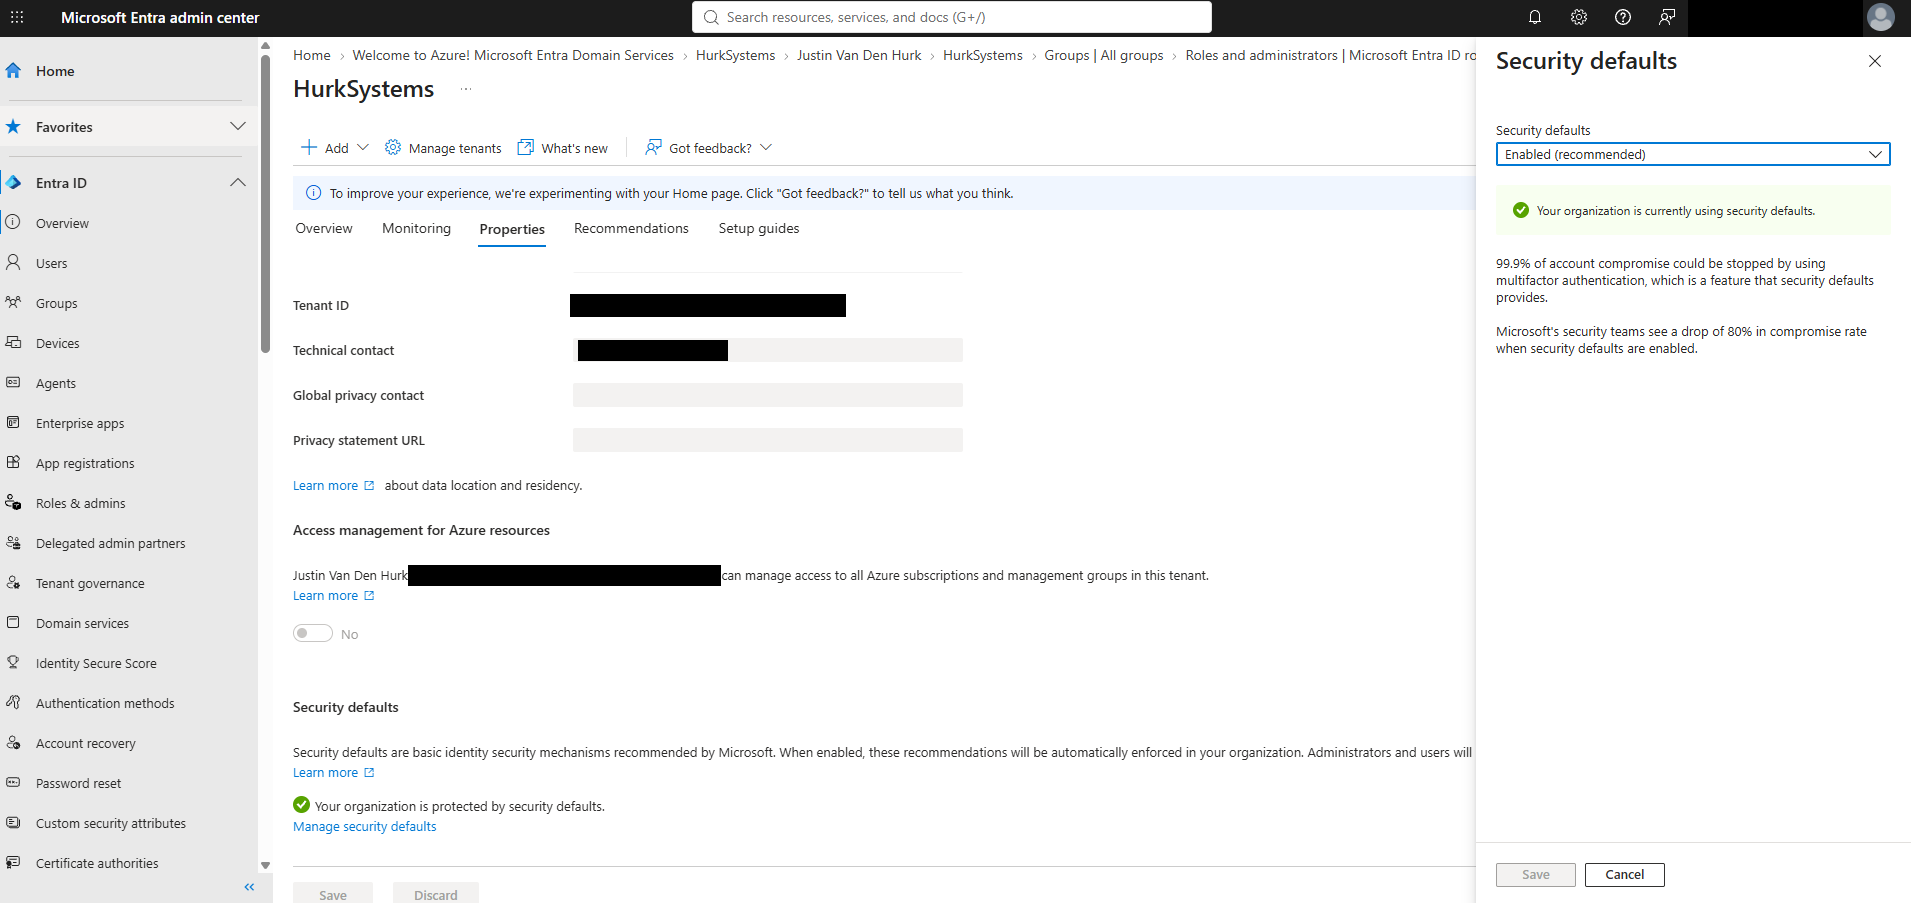 Microsoft Entra admin center
Search resources, services, and docs (G+/)
Home
Favorites
Entra ID
Overview
Users
Groups
Devices
Agents
Enterprise apps
App registrations
Roles & admins
Delegated admin partners
Tenant governance
Domain services
Identity Secure Score
Authentication methods
Account recovery
Password reset
Custom security attributes
Certificate authorities
Home > Welcome to Azure! Microsoft Entra Domain Services > HurkSystems > Justin Van Den Hurk > HurkSystems > Groups | All groups > Roles and administrators | Microsoft Entra ID ro
HurkSystems ...
Add Manage tenants What's new Got feedback?
To improve your experience, we're experimenting with your Home page. Click "Got feedback?" to tell us what you think.
Overview Monitoring Properties Recommendations Setup guides
Tenant ID
Technical contact
Global privacy contact
Privacy statement URL
Learn more about data location and residency.
Access management for Azure resources
Justin Van Den Hurk can manage access to all Azure subscriptions and management groups in this tenant.
Learn more
No
Security defaults
Security defaults are basic identity security mechanisms recommended by Microsoft. When enabled, these recommendations will be automatically enforced in your organization. Administrators and users will
Learn more
Your organization is protected by security defaults.
Manage security defaults
Save Discard
Security defaults
Security defaults
Enabled (recommended)
Your organization is currently using security defaults.
99.9% of account compromise could be stopped by using
multifactor authentication, which is a feature that security defaults
provides.
Microsoft's security teams see a drop of 80% in compromise rate
when security defaults are enabled.
Save Cancel